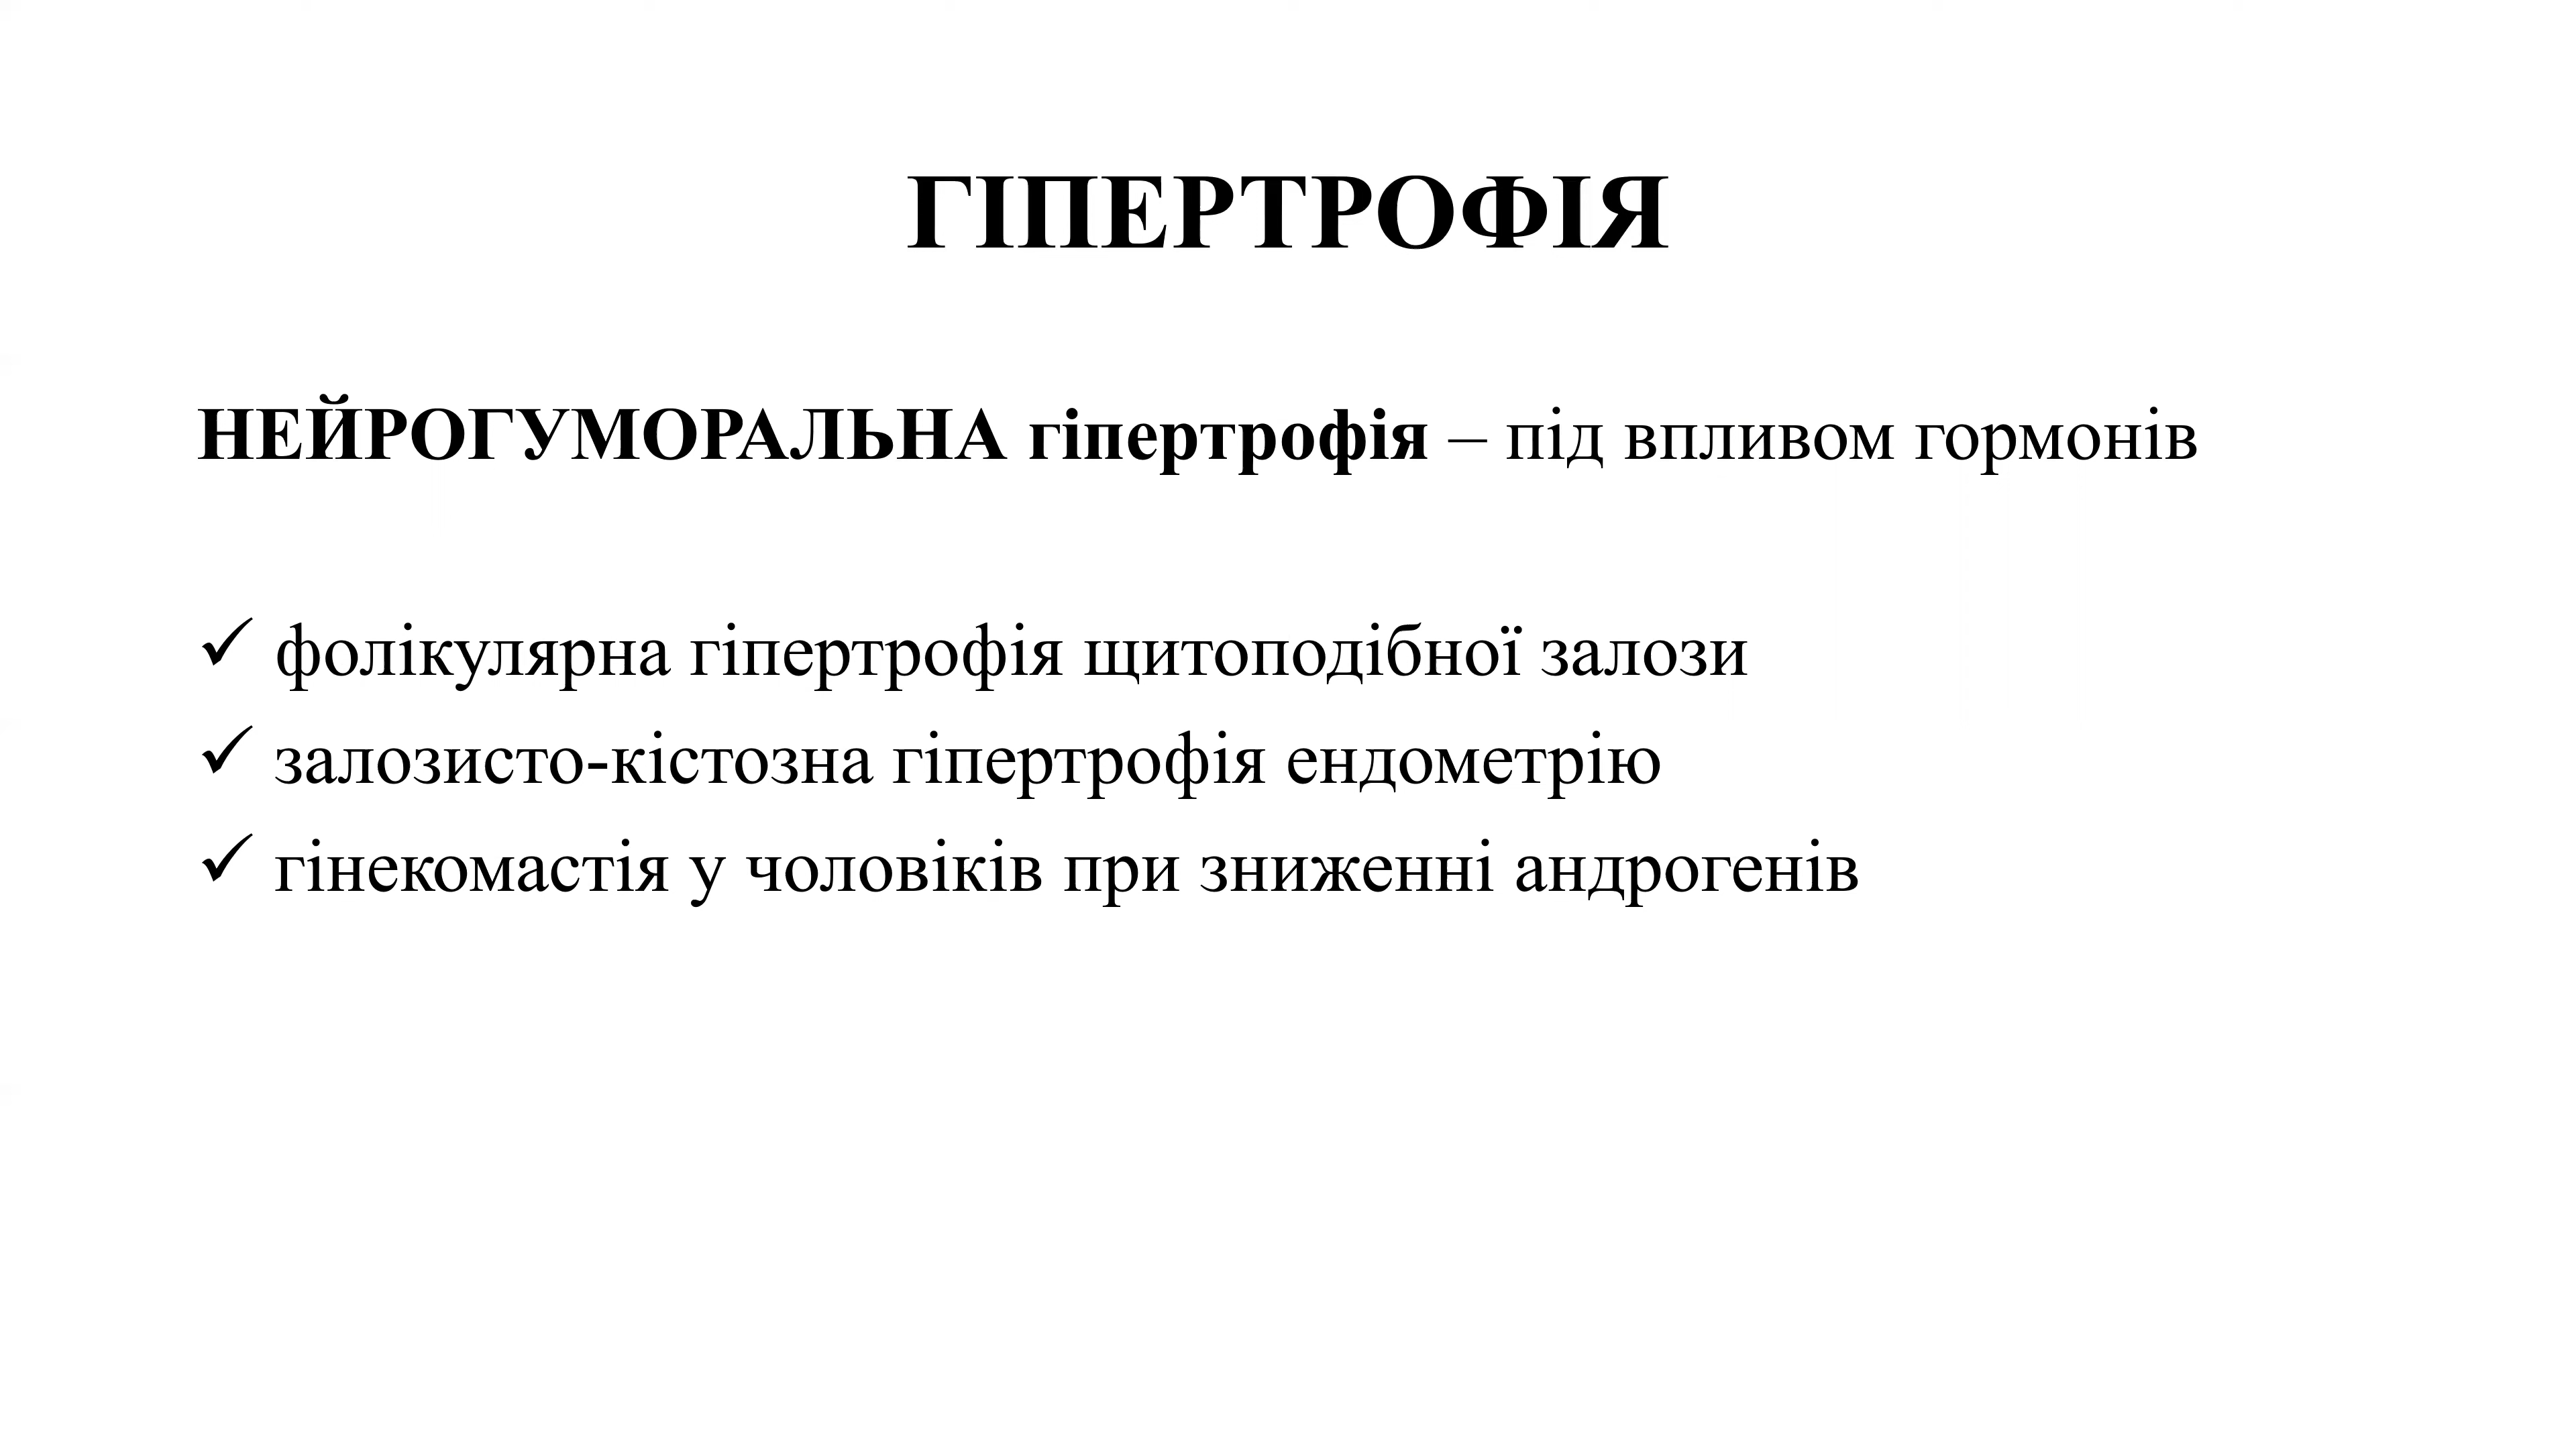 ГІПЕРТРОФІЯ
НЕЙРОГУМОРАЛЬНА гіпертрофія – під впливом гормонів
✓ фолікулярна гіпертрофія щитоподібної залози
✓ залозисто-кістозна гіпертрофія ендометрію
✓ гінекомастія у чоловіків при зниженні андрогенів